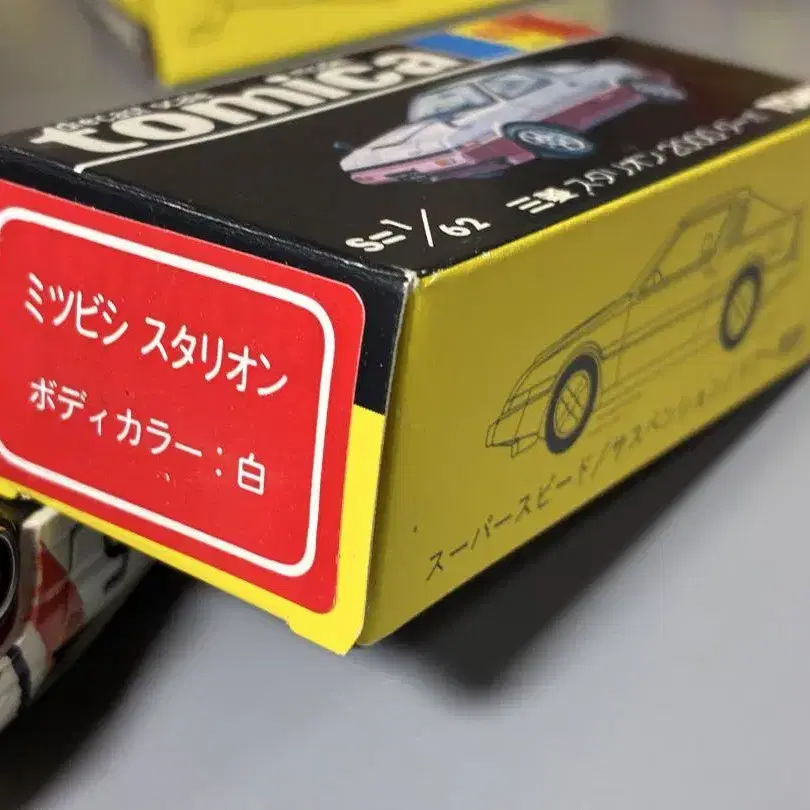 tomica
三菱 スタリオン2000ターボ
S=1/62
ミツビシ スタリオン
ボディカラー：白
スーパースピード/サスペンション/